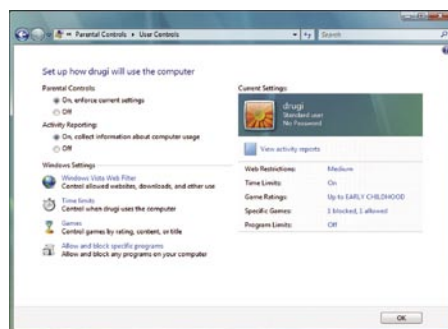 Parental Controls ▸ User Controls
Search
Set up how drugi will use the computer
Parental Controls:
On, enforce current settings
Off
Activity Reporting:
On, collect information about computer usage
Off
Windows Settings
Windows Vista Web Filter
Control allowed websites, downloads, and other use
Time limits
Control when drugi uses the computer
Games
Control games by rating, content, or title
Allow and block specific programs
Allow and block any programs on your computer
Current Settings:
drugi
Standard user
No Password
View activity reports
Web Restrictions: Medium
Time Limits: On
Game Ratings: Up to EARLY CHILDHOOD
Specific Games: 1 blocked, 1 allowed
Program Limits: Off
OK